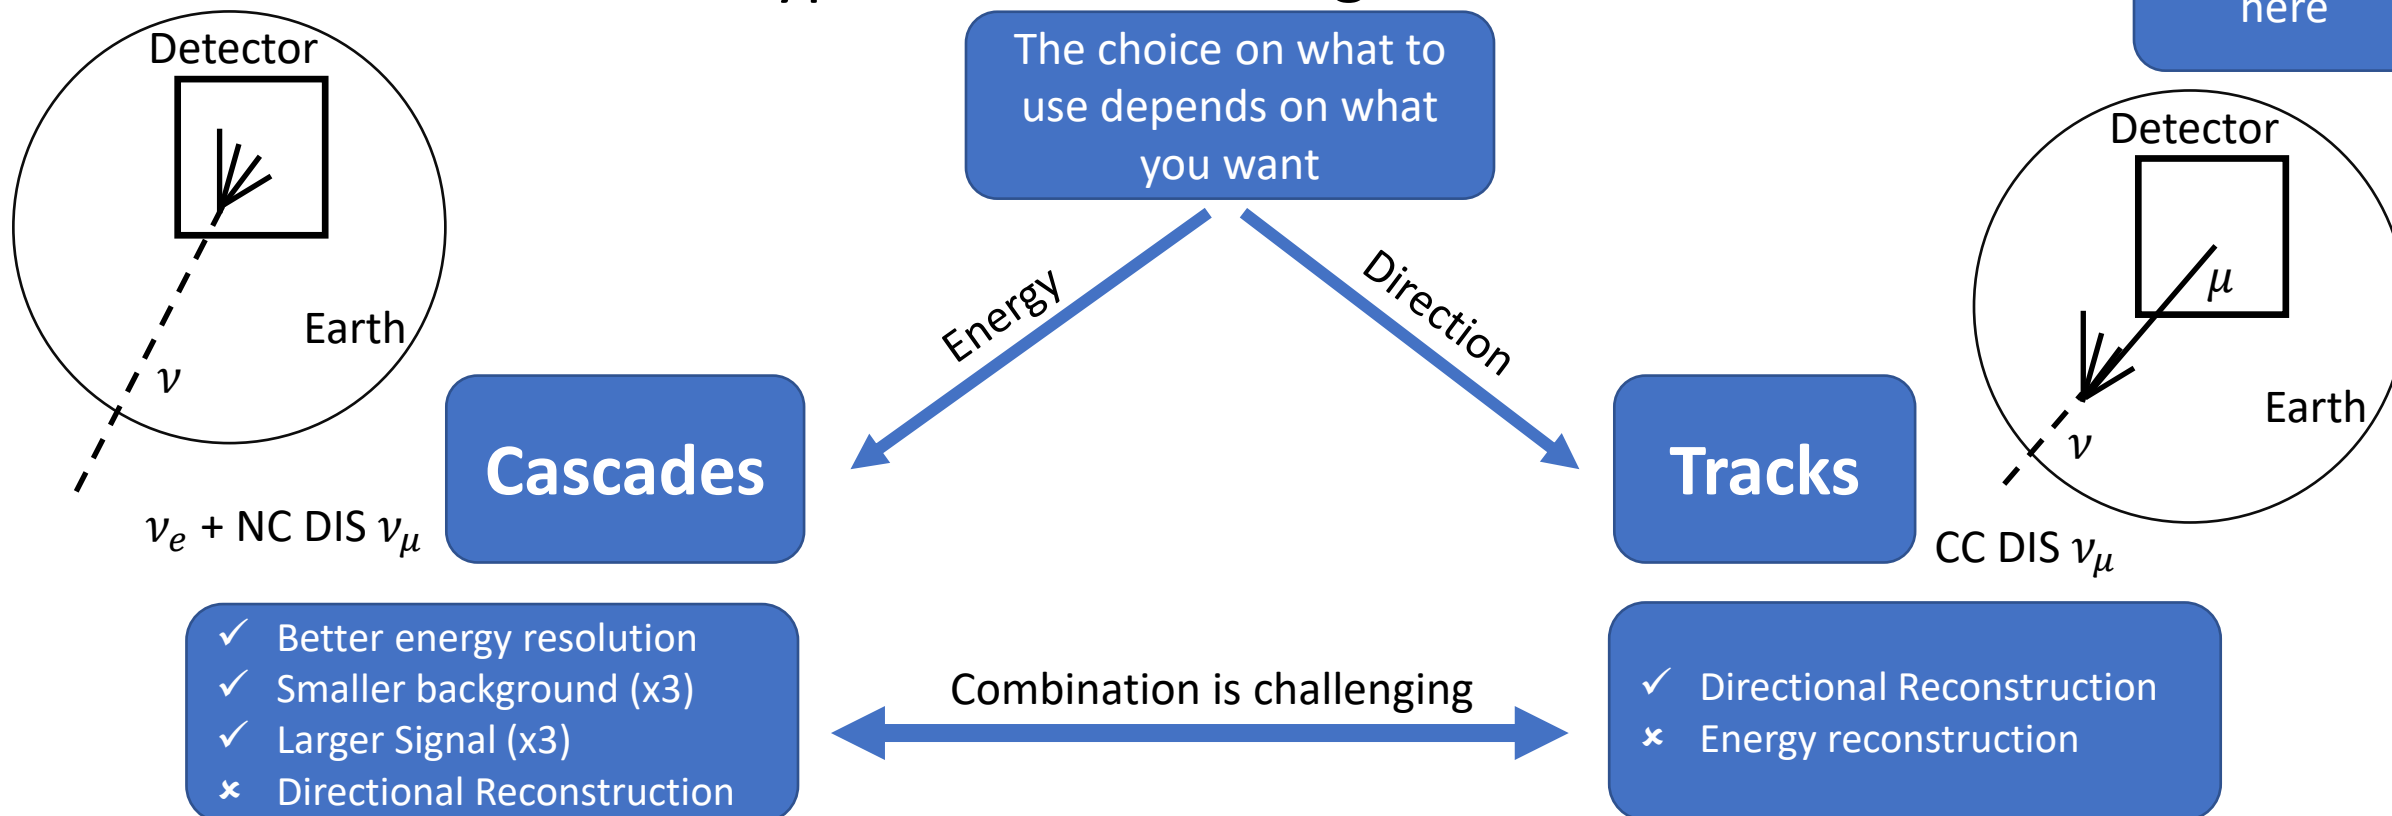 here
Detector
The choice on what to
use depends on what
you want
Detector
μ
Earth
ν
Energy
Direction
Earth
ν
Cascades
Tracks
νₑ + NC DIS ν_μ
CC DIS ν_μ
✓ Better energy resolution
✓ Smaller background (x3)
✓ Larger Signal (x3)
× Directional Reconstruction
Combination is challenging
✓ Directional Reconstruction
× Energy reconstruction